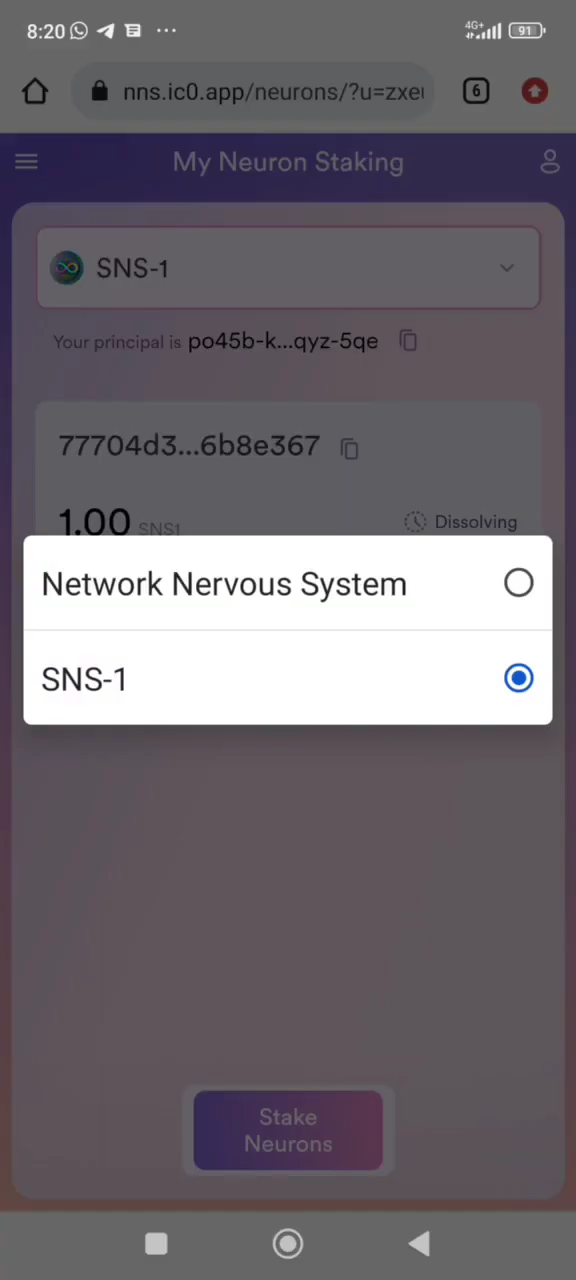 8:20
4G+
91
nns.ic0.app/neurons/?u=zxeu
6
My Neuron Staking
SNS-1
Your principal is po45b-k...qyz-5qe
77704d3...6b8e367
1.00 SNS1
Dissolving
Network Nervous System
SNS-1
Stake
Neurons